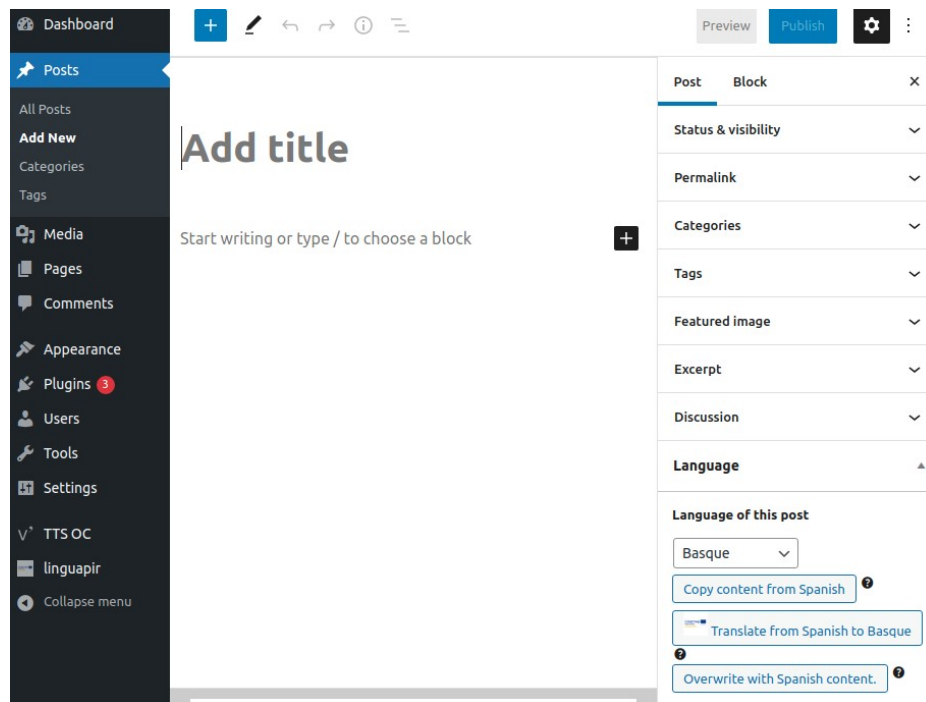 Dashboard
Preview
Publish
Posts
All Posts
Add New
Categories
Tags
Media
Pages
Comments
Appearance
Plugins 3
Users
Tools
Settings
TTS OC
linguapir
Collapse menu
Add title
Start writing or type / to choose a block
Post Block
Status & visibility
Permalink
Categories
Tags
Featured image
Excerpt
Discussion
Language
Language of this post
Basque
Copy content from Spanish
Translate from Spanish to Basque
Overwrite with Spanish content.